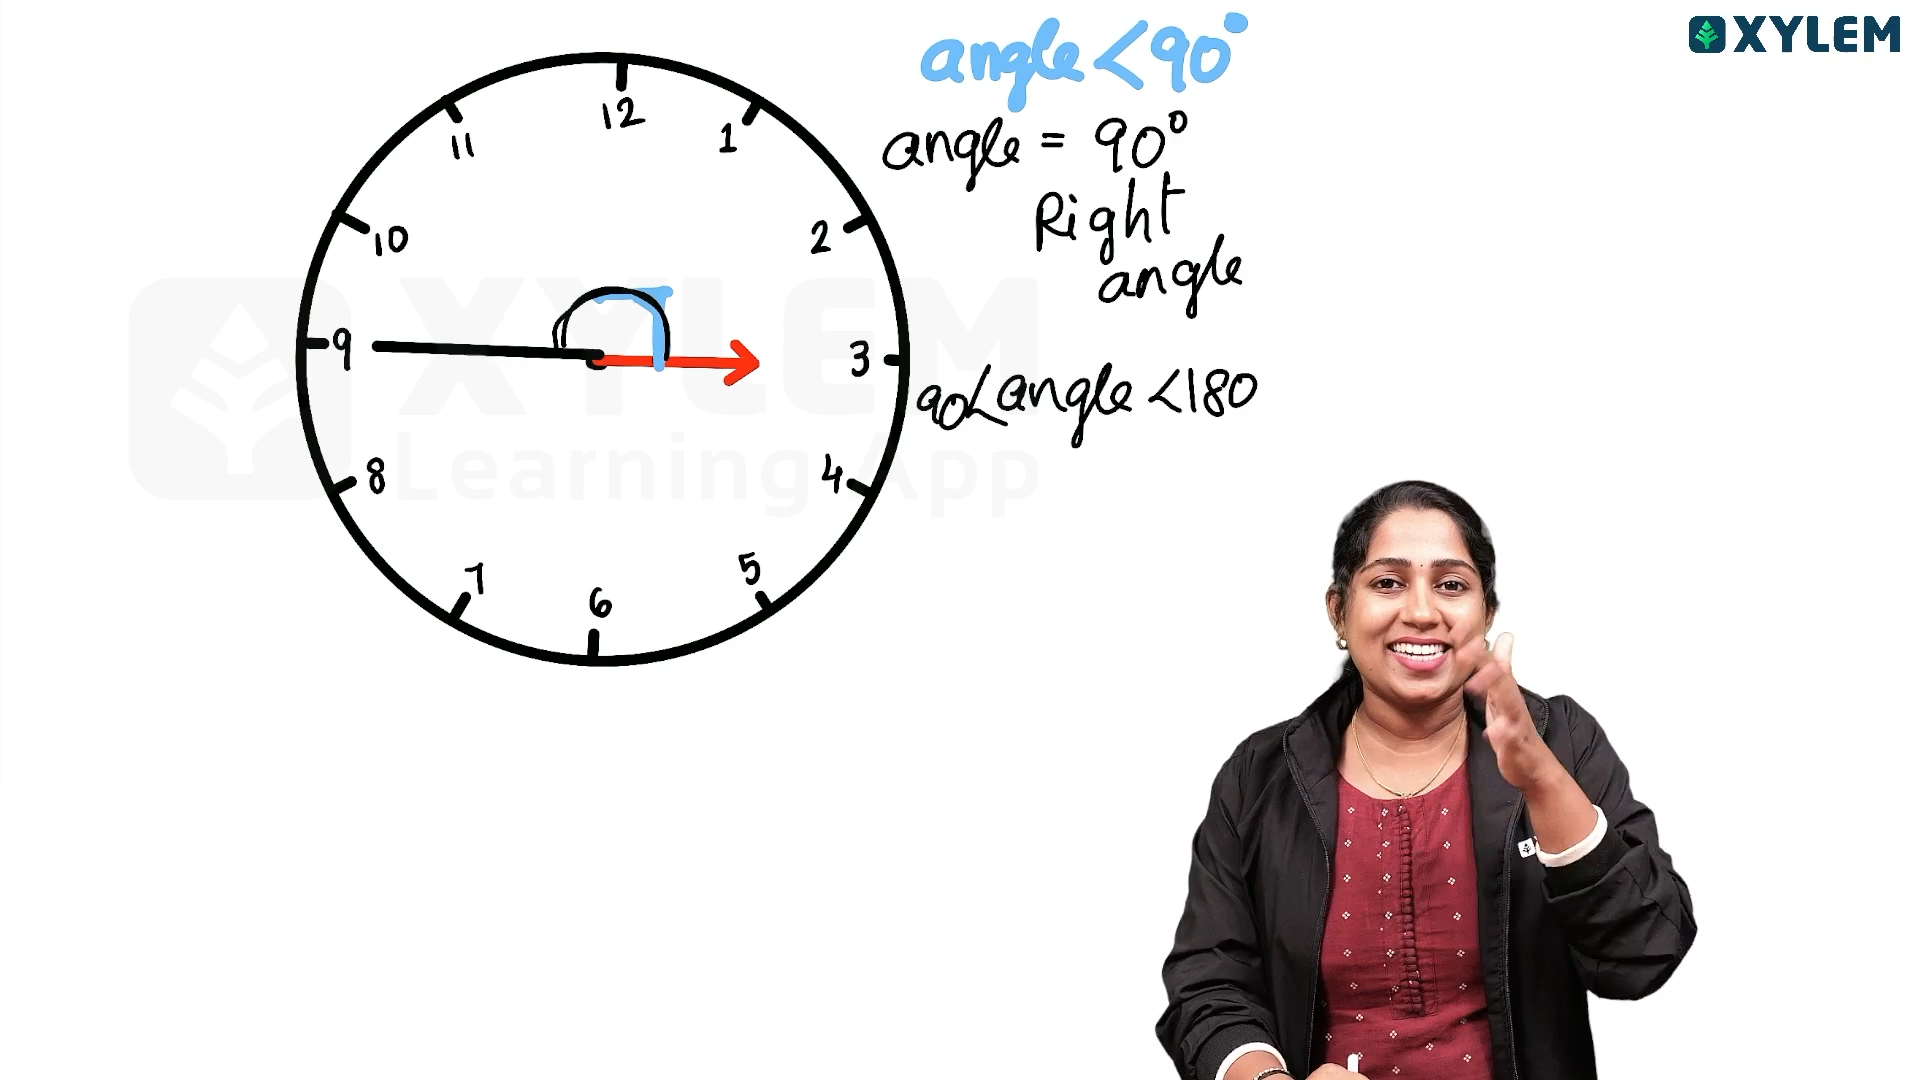 XYLEM
angle < 90°
angle = 90°
Right
angle
90< angle < 180
12
11
1
10
2
9
3
8
4
7
5
6
XYLEM
Learning App